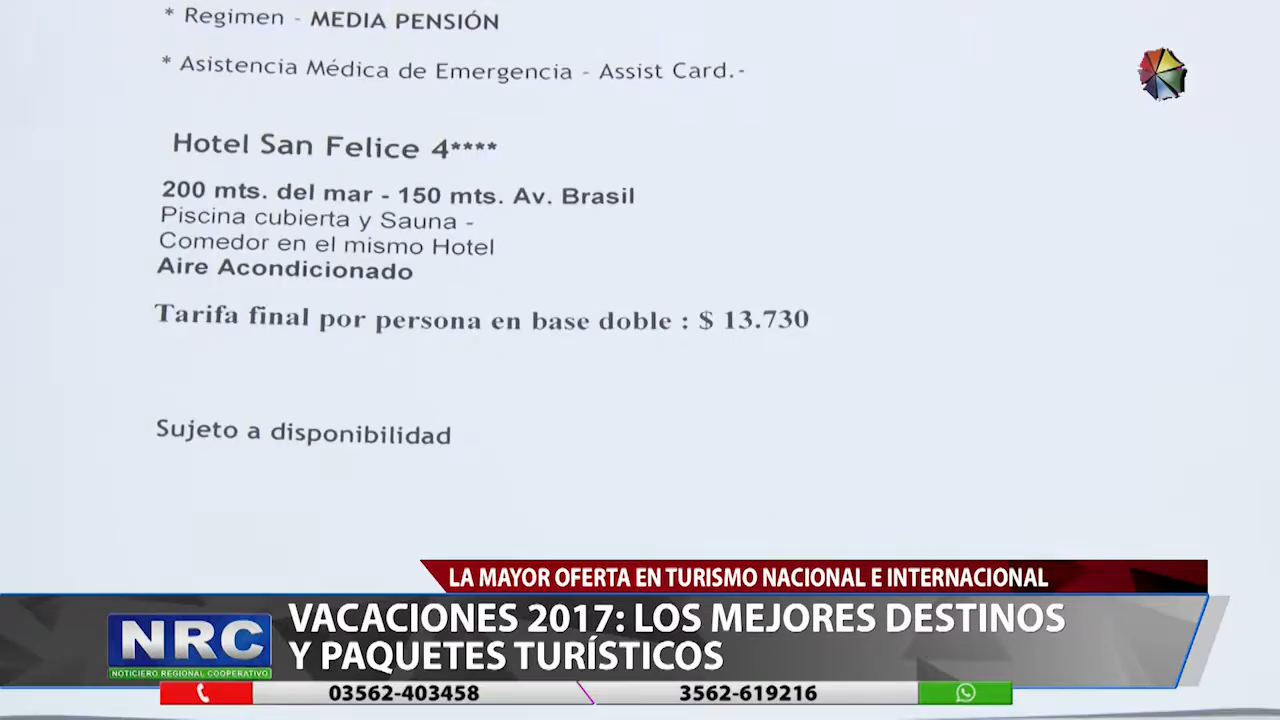 * Regimen - MEDIA PENSIÓN
* Asistencia Médica de Emergencia - Assist Card.-
Hotel San Felice 4****
200 mts. del mar - 150 mts. Av. Brasil
Piscina cubierta y Sauna -
Comedor en el mismo Hotel
Aire Acondicionado
Tarifa final por persona en base doble : $ 13.730
Sujeto a disponibilidad
LA MAYOR OFERTA EN TURISMO NACIONAL E INTERNACIONAL
VACACIONES 2017: LOS MEJORES DESTINOS
Y PAQUETES TURÍSTICOS
NRC
NOTICIERO REGIONAL COOPERATIVO
03562-403458
3562-619216